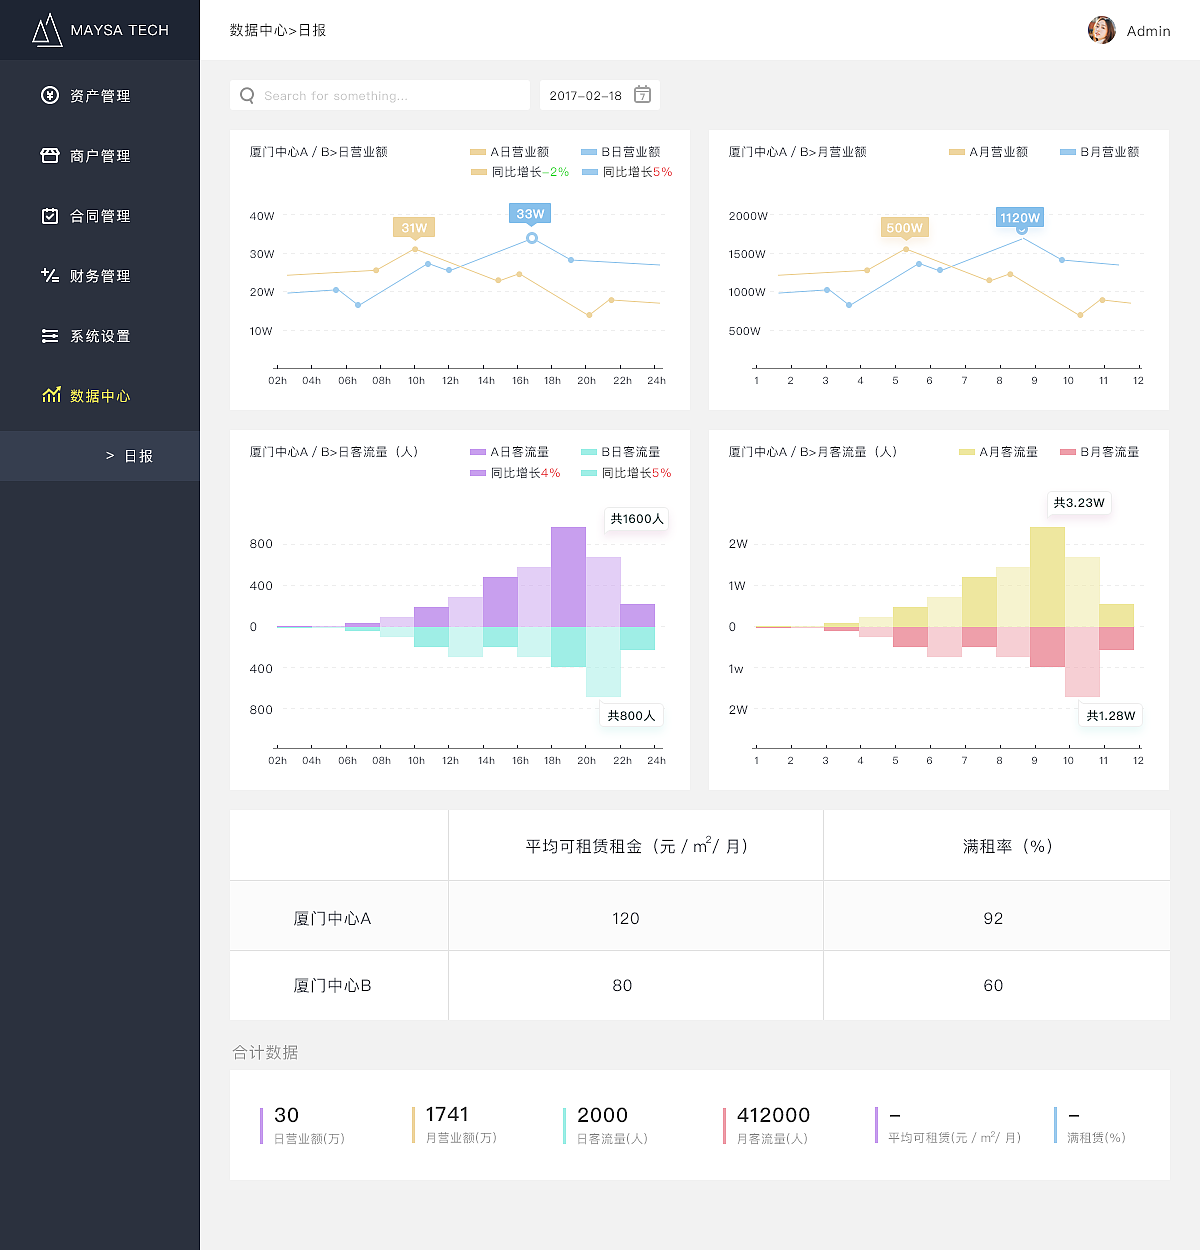 MAYSA TECH
数据中心>日报
Admin
资产管理
商户管理
合同管理
财务管理
系统设置
数据中心
> 日报
Search for something...
2017-02-18
7
厦门中心A / B>日营业额
A日营业额
B日营业额
同比增长-2%
同比增长5%
40W
30W
20W
10W
31W
33W
02h 04h 06h 08h 10h 12h 14h 16h 18h 20h 22h 24h
厦门中心A / B>月营业额
A月营业额
B月营业额
2000W
1500W
1000W
500W
500W
1120W
1 2 3 4 5 6 7 8 9 10 11 12
厦门中心A / B>日客流量（人）
A日客流量
B日客流量
同比增长4%
同比增长5%
共1600人
800
400
0
400
800
共800人
02h 04h 06h 08h 10h 12h 14h 16h 18h 20h 22h 24h
厦门中心A / B>月客流量（人）
A月客流量
B月客流量
共3.23W
2W
1W
0
1w
2W
共1.28W
1 2 3 4 5 6 7 8 9 10 11 12
平均可租赁租金（元 / m²/ 月） 满租率（%）
厦门中心A 120 92
厦门中心B 80 60
合计数据
30
日营业额(万)
1741
月营业额(万)
2000
日客流量(人)
412000
月客流量(人)
–
平均可租赁(元 / m²/ 月)
–
满租赁(%)